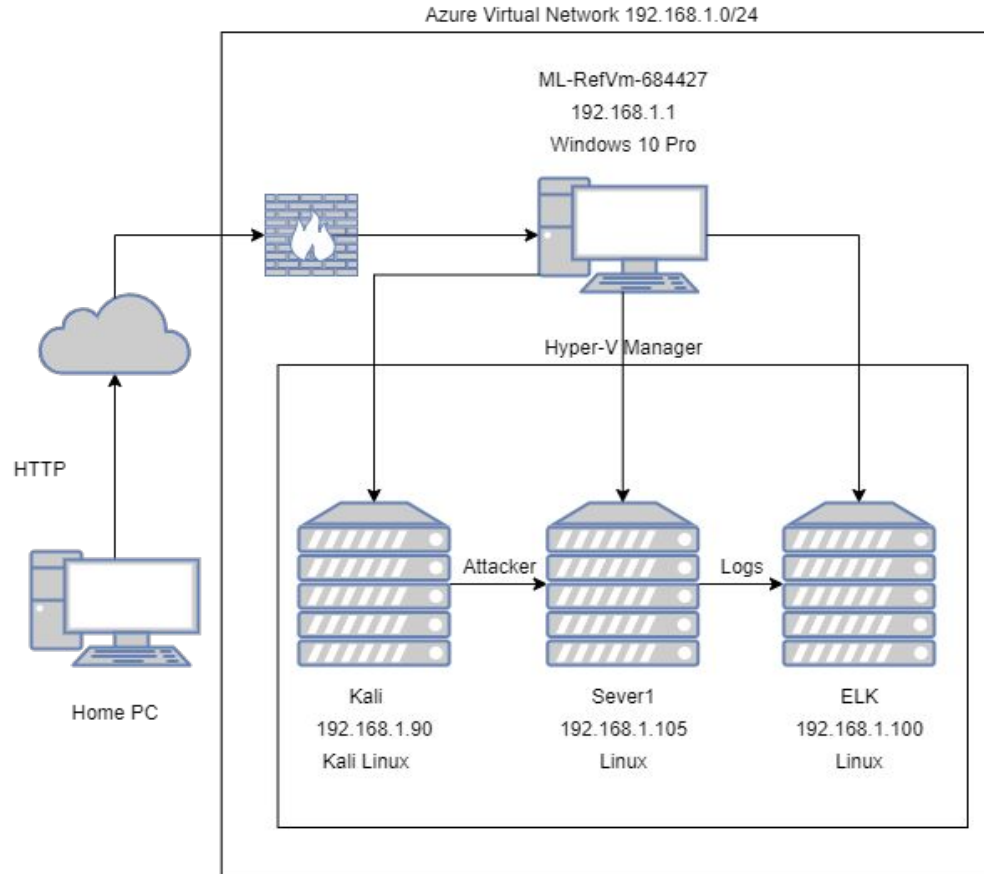 Azure Virtual Network 192.168.1.0/24
ML-RefVm-684427
192.168.1.1
Windows 10 Pro
Hyper-V Manager
HTTP
Home PC
Attacker
Logs
Kali
192.168.1.90
Kali Linux
Sever1
192.168.1.105
Linux
ELK
192.168.1.100
Linux